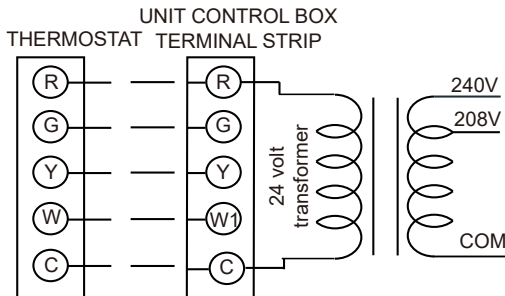 UNIT CONTROL BOX
THERMOSTAT TERMINAL STRIP
R R
G G
Y Y
W W1
C C
24 volt
transformer
240V
208V
COM